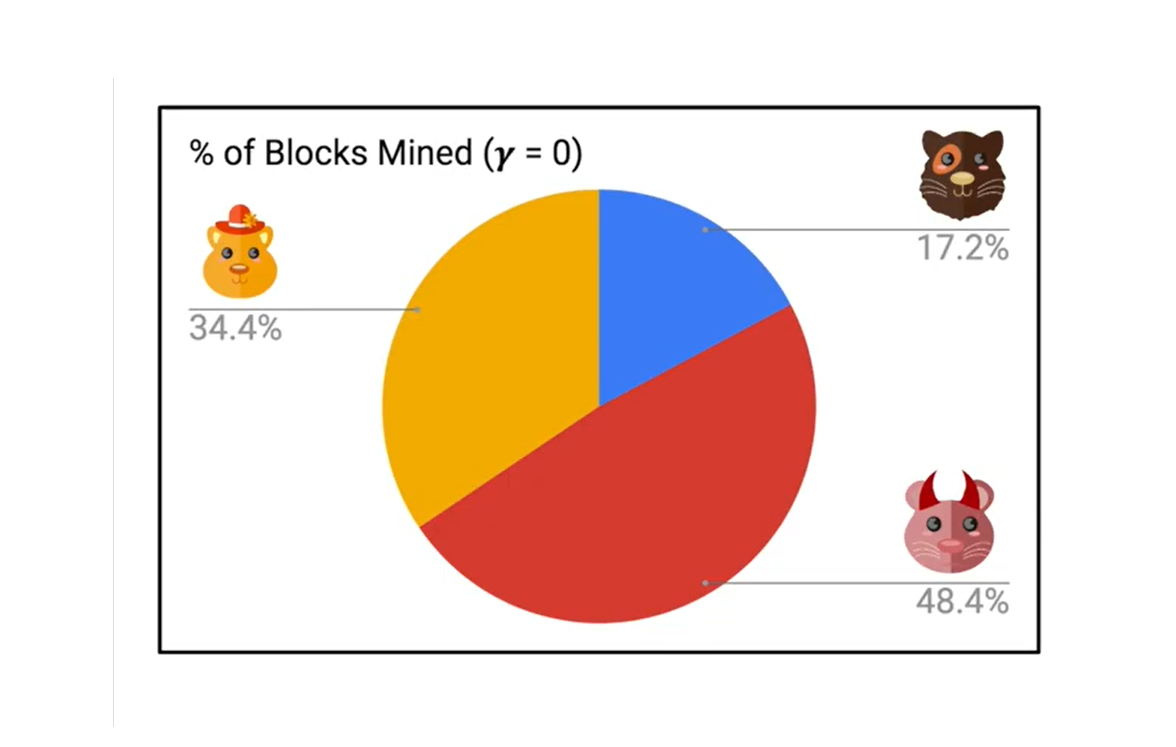 % of Blocks Mined (𝜸 = 0)
17.2%
34.4%
48.4%